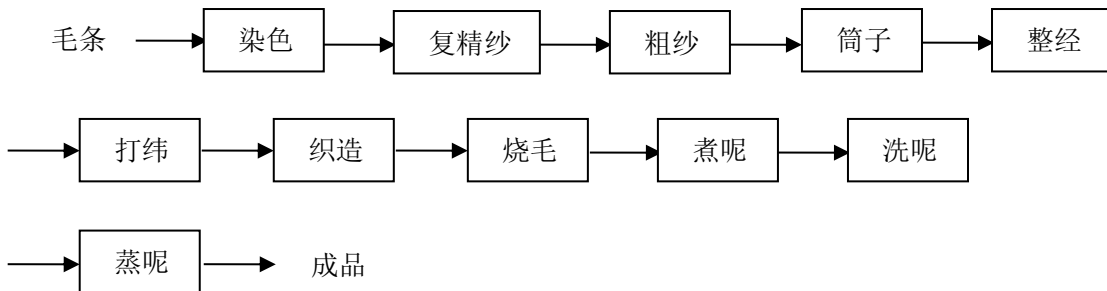 毛条 染色 复精纱 粗纱 筒子 整经
打纬 织造 烧毛 煮呢 洗呢
蒸呢 成品